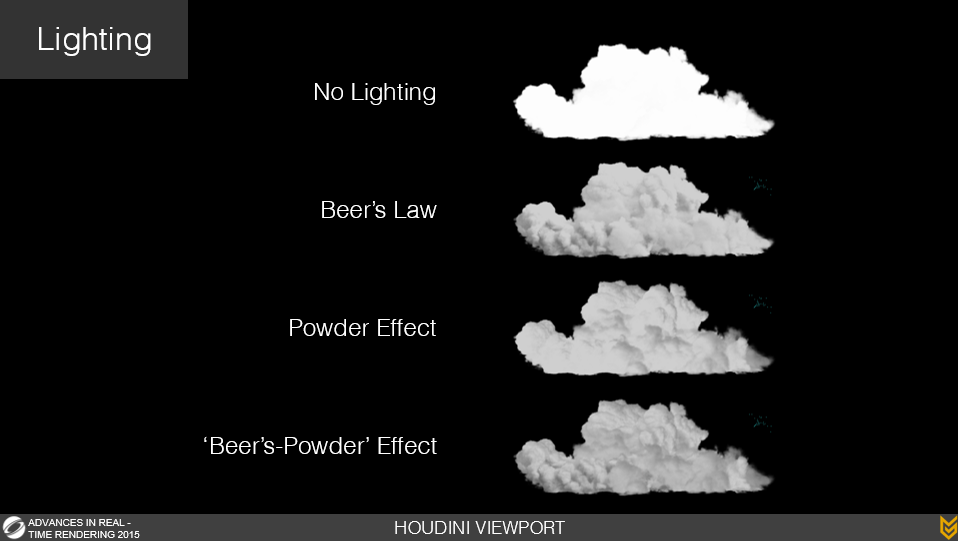 Lighting
No Lighting
Beer's Law
Powder Effect
‘Beer’s-Powder’ Effect
ADVANCES IN REAL -
TIME RENDERING 2015
HOUDINI VIEWPORT